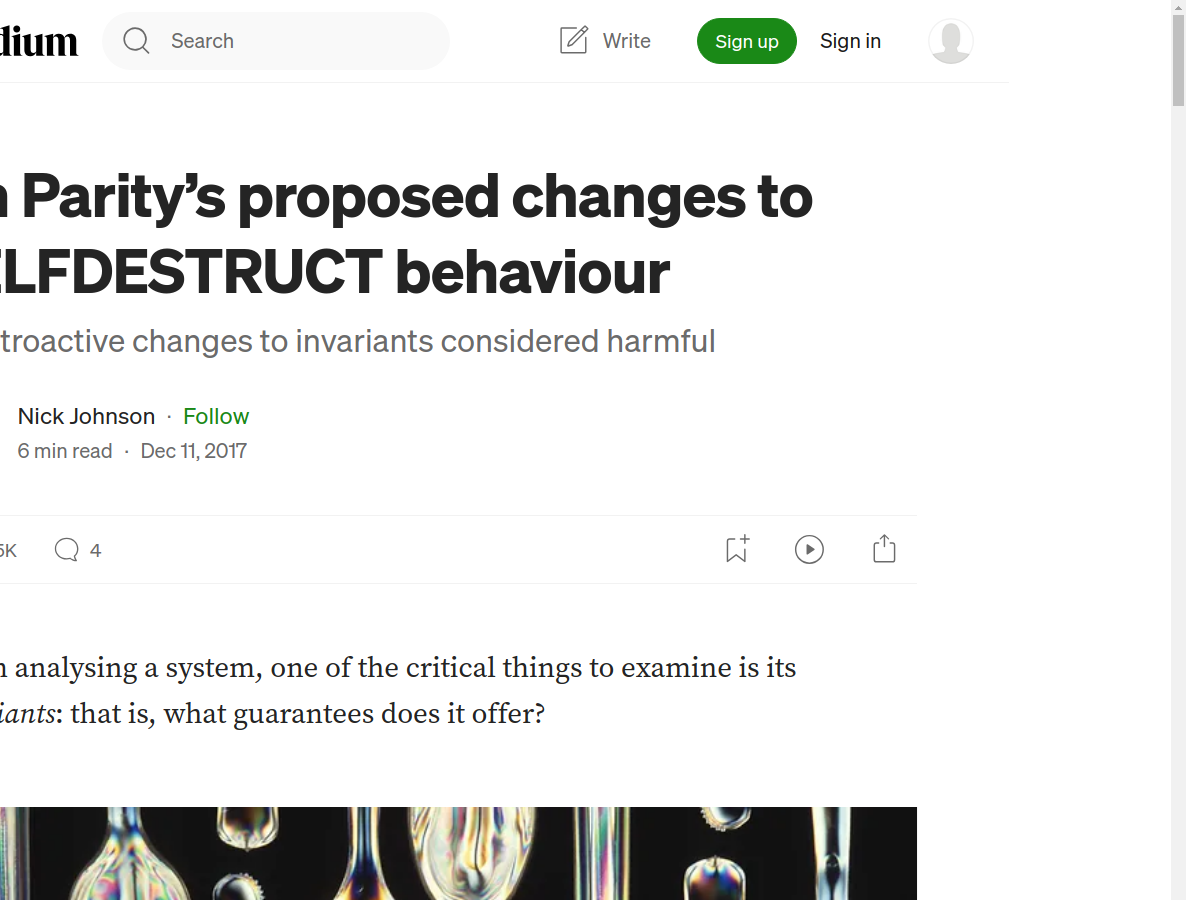 dium
Search
Write
Sign up
Sign in
Parity’s proposed changes to
ELFDESTRUCT behaviour
troactive changes to invariants considered harmful
Nick Johnson · Follow
6 min read · Dec 11, 2017
5K
4
n analysing a system, one of the critical things to examine is its
iants: that is, what guarantees does it offer?